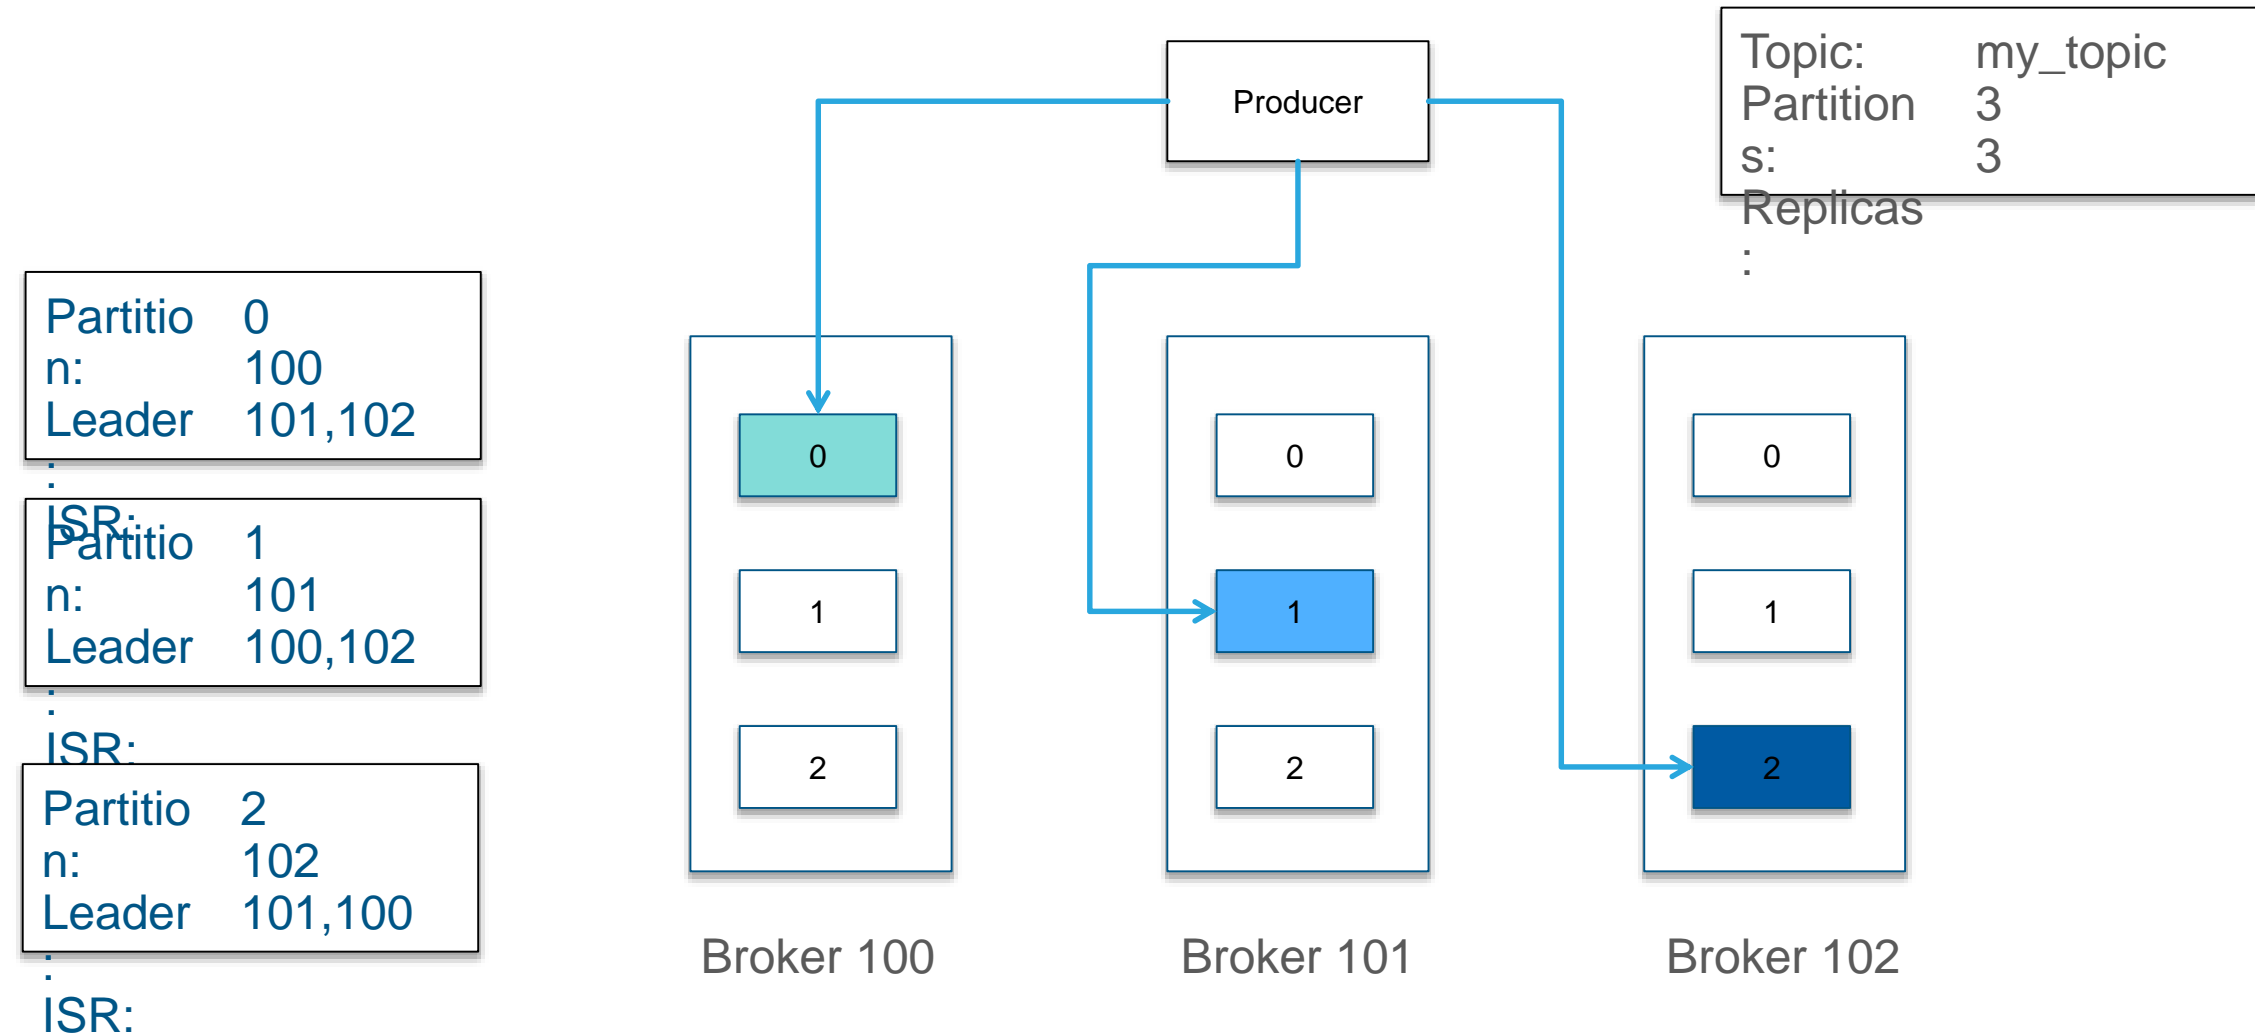 Producer
Topic: my_topic
Partition 3
s: 3
Replicas
:
Partitio 0
n: 100
Leader 101,102
:
ISR:
Partitio 1
n: 101
Leader 100,102
:
ISR:
Partitio 2
n: 102
Leader 101,100
:
ISR:
0 0 0
1 1 1
2 2 2
Broker 100 Broker 101 Broker 102